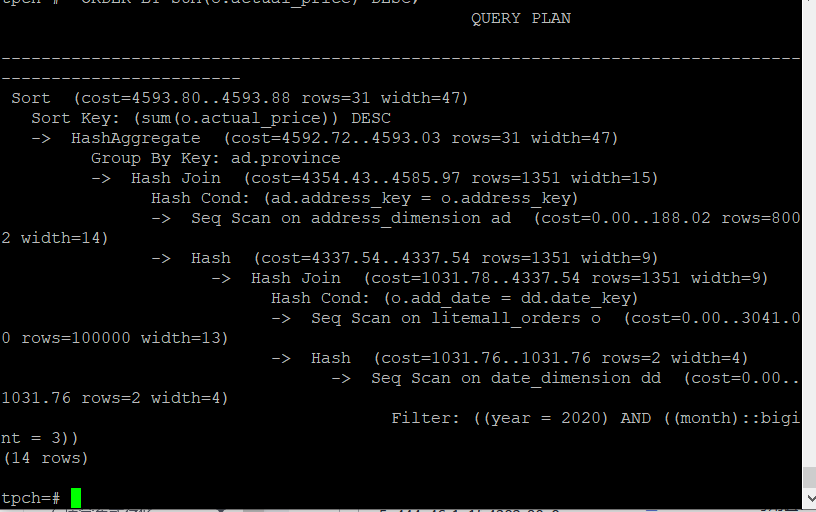 tpch=# ORDER BY SUM(o.actual_price) DESC;
QUERY PLAN
--------------------------------------------------------------------------------
------------------------
Sort (cost=4593.80..4593.88 rows=31 width=47)
Sort Key: (sum(o.actual_price)) DESC
-> HashAggregate (cost=4592.72..4593.03 rows=31 width=47)
Group By Key: ad.province
-> Hash Join (cost=4354.43..4585.97 rows=1351 width=15)
Hash Cond: (ad.address_key = o.address_key)
-> Seq Scan on address_dimension ad (cost=0.00..188.02 rows=800
2 width=14)
-> Hash (cost=4337.54..4337.54 rows=1351 width=9)
-> Hash Join (cost=1031.78..4337.54 rows=1351 width=9)
Hash Cond: (o.add_date = dd.date_key)
-> Seq Scan on litemall_orders o (cost=0.00..3041.0
0 rows=100000 width=13)
-> Hash (cost=1031.76..1031.76 rows=2 width=4)
-> Seq Scan on date_dimension dd (cost=0.00..
1031.76 rows=2 width=4)
Filter: ((year = 2020) AND ((month)::bigi
nt = 3))
(14 rows)
tpch=#